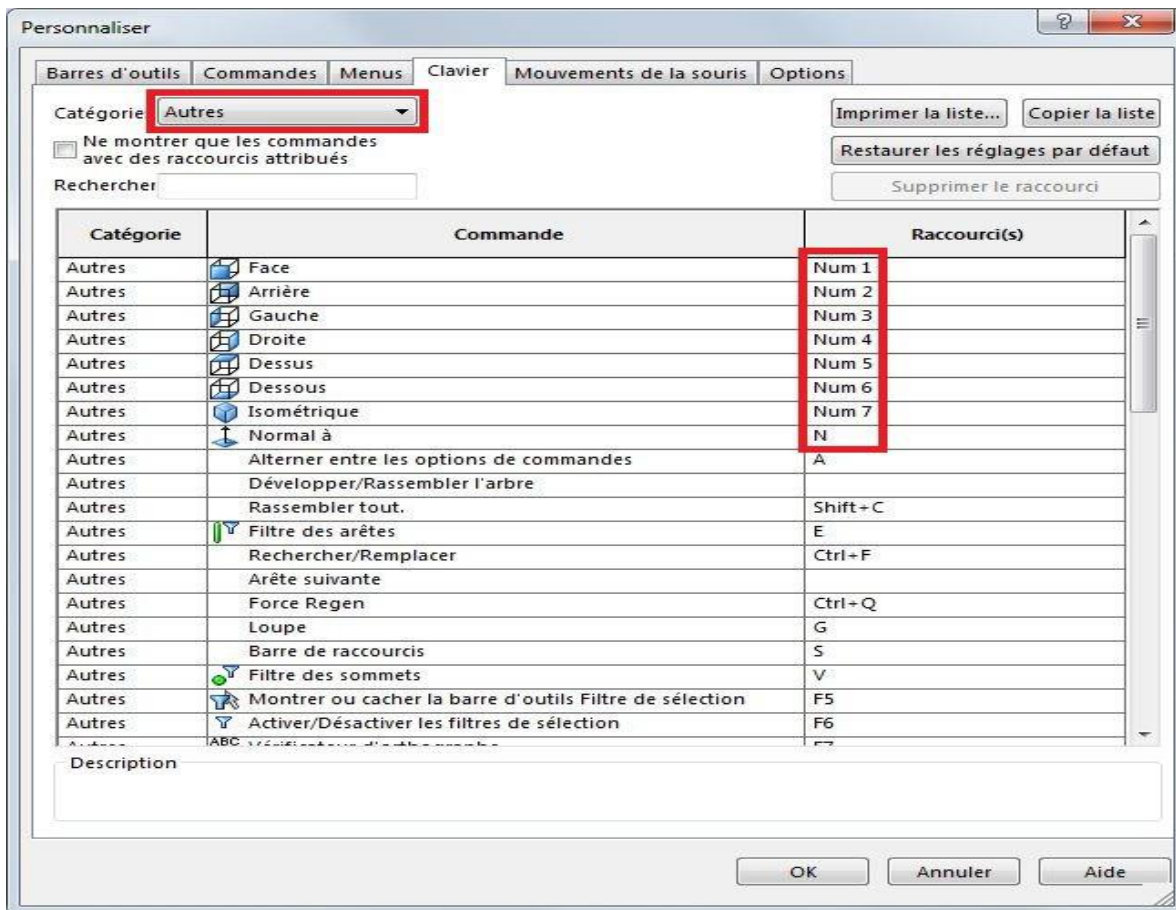 Personnaliser
Barres d'outils Commandes Menus Clavier Mouvements de la souris Options
Catégorie Autres Imprimer la liste... Copier la liste
Ne montrer que les commandes
avec des raccourcis attribués
Restaurer les réglages par défaut
Rechercher Supprimer le raccourci
Catégorie Commande Raccourci(s)
Autres Face Num 1
Autres Arrière Num 2
Autres Gauche Num 3
Autres Droite Num 4
Autres Dessus Num 5
Autres Dessous Num 6
Autres Isométrique Num 7
Autres Normal à N
Autres Alterner entre les options de commandes A
Autres Développer/Rassembler l'arbre
Autres Rassembler tout. Shift+C
Autres Filtre des arêtes E
Autres Rechercher/Remplacer Ctrl+F
Autres Arête suivante
Autres Force Regen Ctrl+Q
Autres Loupe G
Autres Barre de raccourcis S
Autres Filtre des sommets V
Autres Montrer ou cacher la barre d'outils Filtre de sélection F5
Autres Activer/Désactiver les filtres de sélection F6
Autres ABC Vérificateur d'orthographe F7
Description
OK Annuler Aide